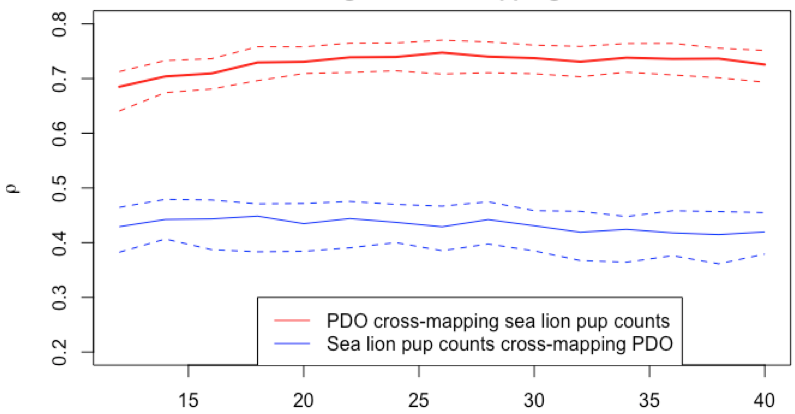 0.8
0.7
0.6
0.5
0.4
0.3
0.2
ρ
PDO cross-mapping sea lion pup counts
Sea lion pup counts cross-mapping PDO
15 20 25 30 35 40